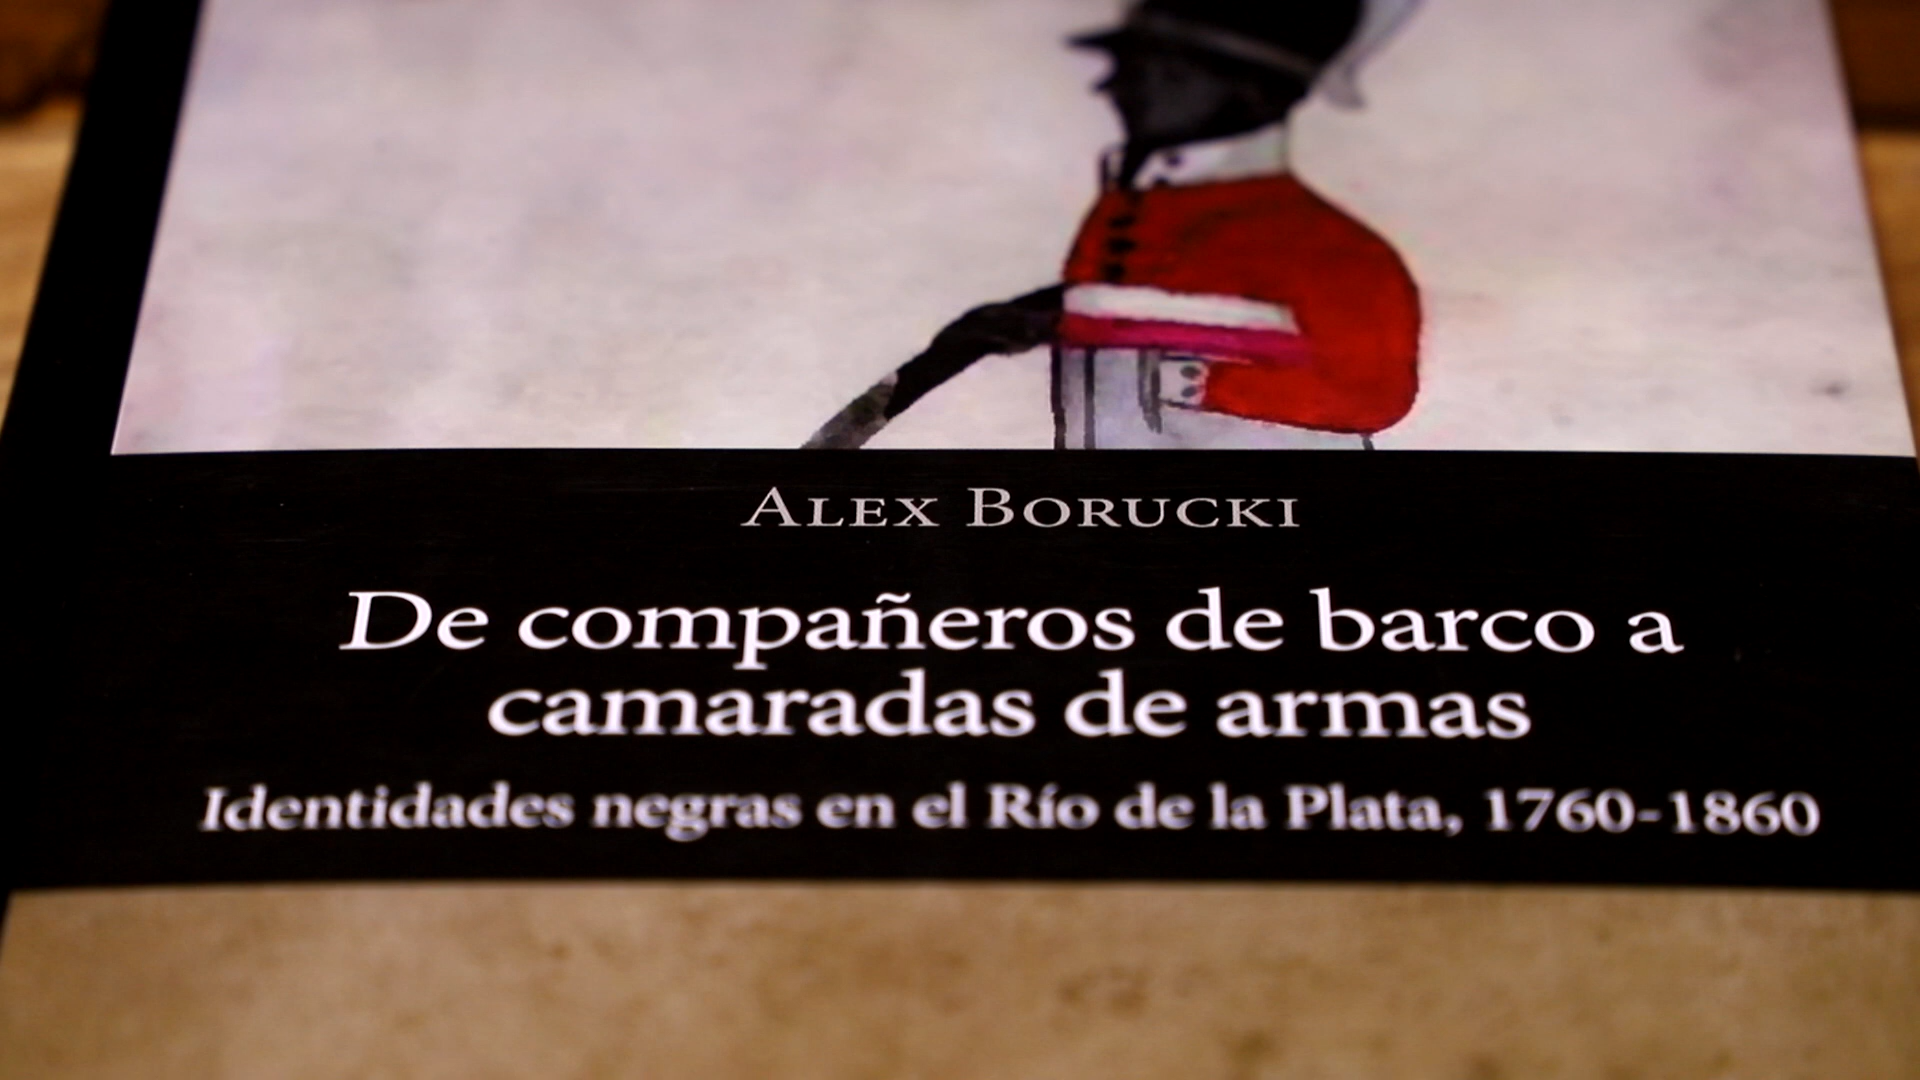 ALEX BORUCKI
De compañeros de barco a
camaradas de armas
Identidades negras en el Río de la Plata, 1760-1860